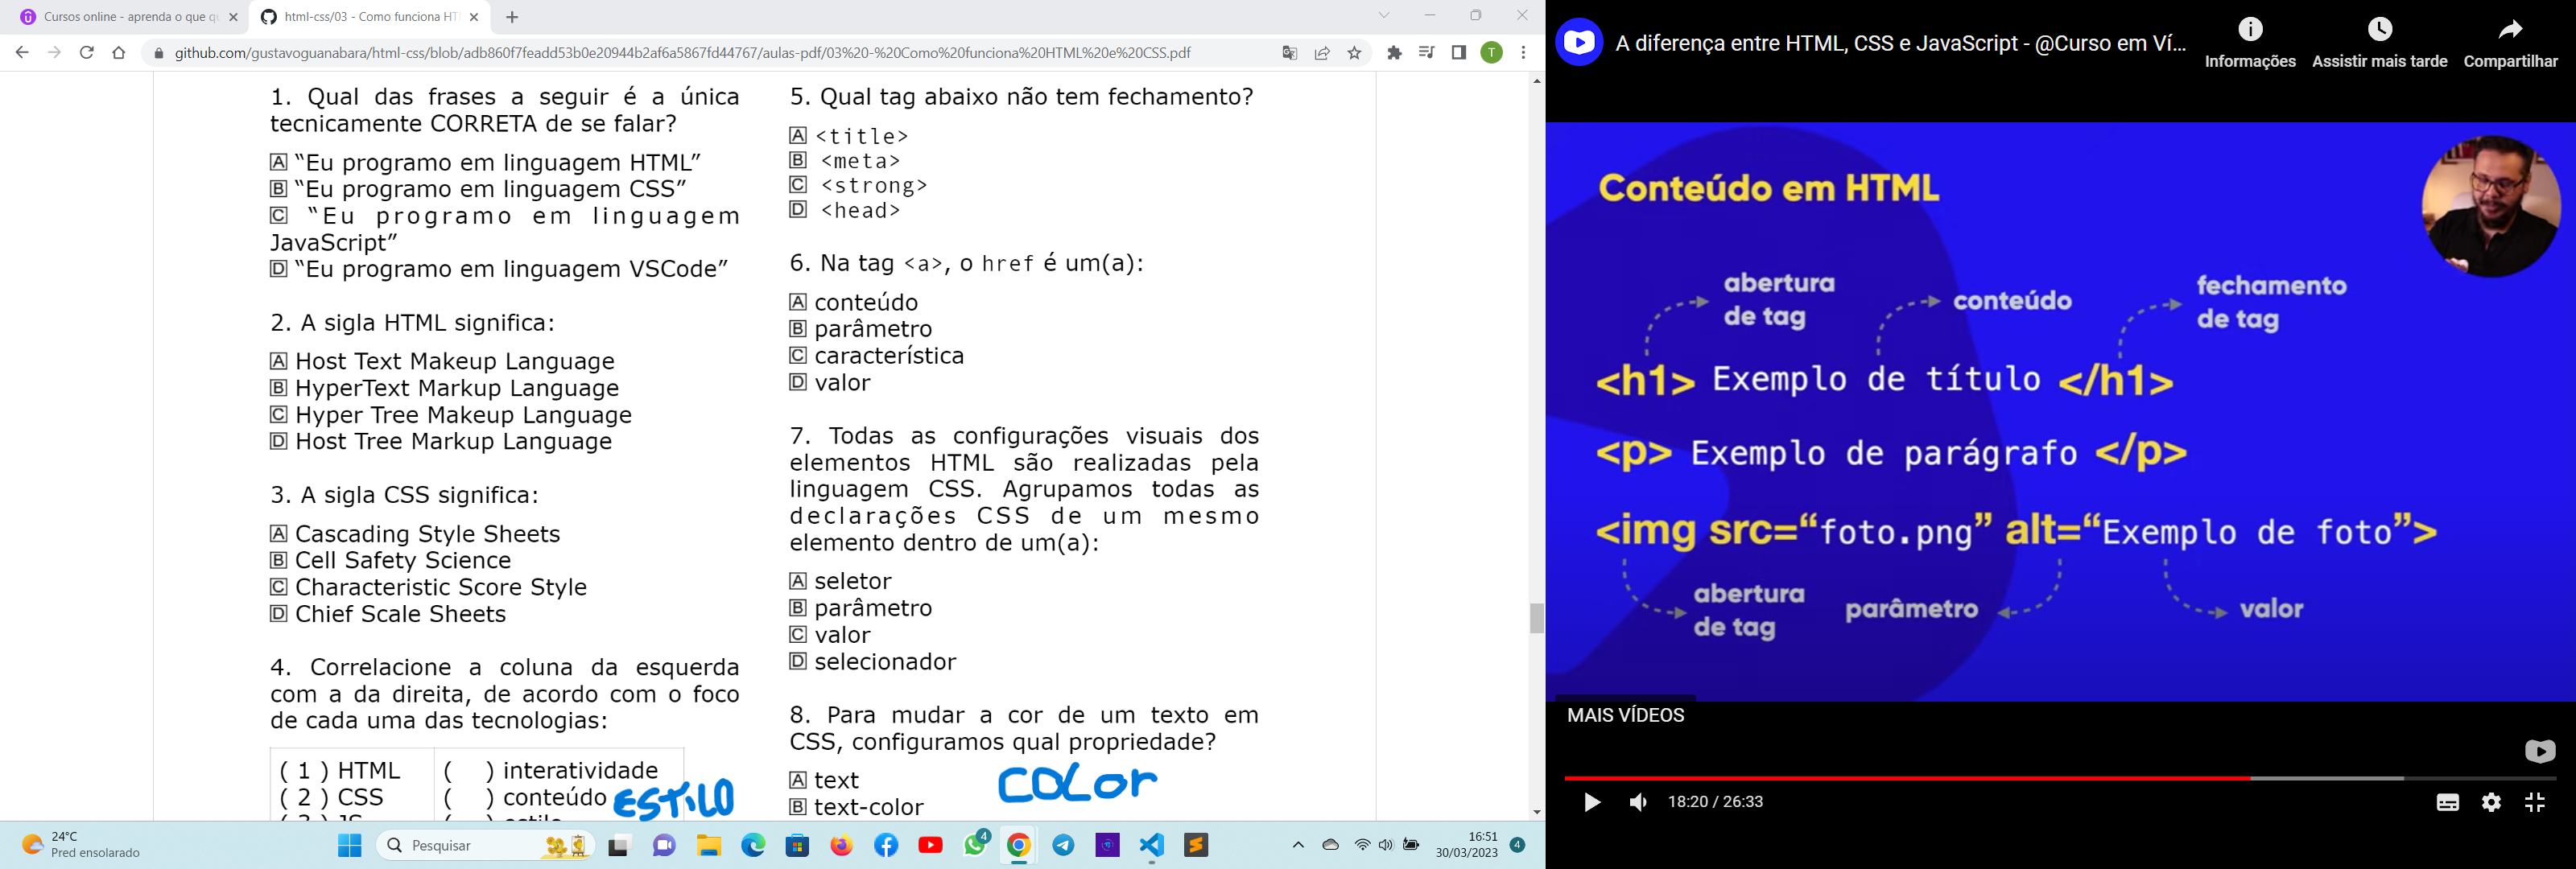 Cursos online - aprenda o que q
html-css/03 - Como funciona HT
github.com/gustavoguanabara/html-css/blob/adb860f7feadd53b0e20944b2af6a5867fd44767/aulas-pdf/03%20-%20Como%20funciona%20HTML%20e%20CSS.pdf
T
1. Qual das frases a seguir é a única
tecnicamente CORRETA de se falar?
A “Eu programo em linguagem HTML”
B “Eu programo em linguagem CSS”
C “Eu programo em linguagem
JavaScript”
D “Eu programo em linguagem VSCode”
2. A sigla HTML significa:
A Host Text Makeup Language
B HyperText Markup Language
C Hyper Tree Makeup Language
D Host Tree Markup Language
3. A sigla CSS significa:
A Cascading Style Sheets
B Cell Safety Science
C Characteristic Score Style
D Chief Scale Sheets
4. Correlacione a coluna da esquerda
com a da direita, de acordo com o foco
de cada uma das tecnologias:
( 1 ) HTML ( ) interatividade
( 2 ) CSS ( ) conteúdo ESTILO
( 3 ) JS ( ) estilo
5. Qual tag abaixo não tem fechamento?
A <title>
B <meta>
C <strong>
D <head>
6. Na tag <a>, o href é um(a):
A conteúdo
B parâmetro
C característica
D valor
7. Todas as configurações visuais dos
elementos HTML são realizadas pela
linguagem CSS. Agrupamos todas as
declarações CSS de um mesmo
elemento dentro de um(a):
A seletor
B parâmetro
C valor
D selecionador
8. Para mudar a cor de um texto em
CSS, configuramos qual propriedade?
A text
COLOr
B text-color
24°C
Pred ensolarado
Pesquisar
4
16:51
30/03/2023
4
A diferença entre HTML, CSS e JavaScript - @Curso em Ví...
Informações
Assistir mais tarde
Compartilhar
Conteúdo em HTML
abertura
de tag
conteúdo
fechamento
de tag
<h1> Exemplo de título </h1>
<p> Exemplo de parágrafo </p>
<img src=“foto.png” alt=“Exemplo de foto”>
abertura
de tag
parâmetro
valor
MAIS VÍDEOS
18:20 / 26:33